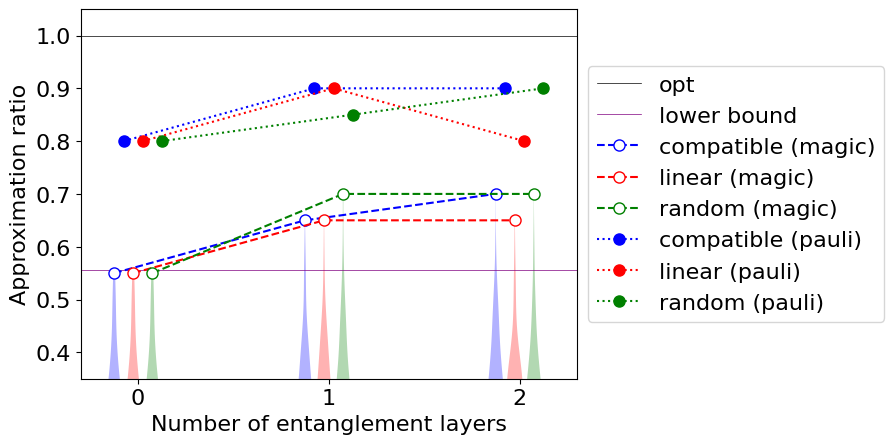 1.0
0.9
0.8
0.7
0.6
0.5
0.4
Approximation ratio
0
1
2
Number of entanglement layers
opt
lower bound
compatible (magic)
linear (magic)
random (magic)
compatible (pauli)
linear (pauli)
random (pauli)